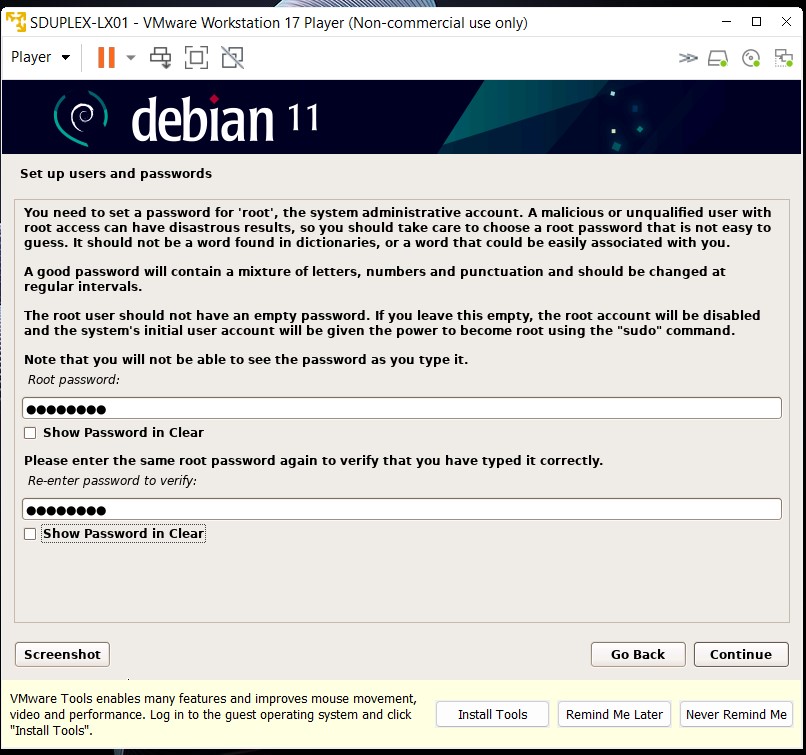 SDUPLEX-LX01 - VMware Workstation 17 Player (Non-commercial use only)
Player
debian 11
Set up users and passwords
You need to set a password for 'root', the system administrative account. A malicious or unqualified user with
root access can have disastrous results, so you should take care to choose a root password that is not easy to
guess. It should not be a word found in dictionaries, or a word that could be easily associated with you.
A good password will contain a mixture of letters, numbers and punctuation and should be changed at
regular intervals.
The root user should not have an empty password. If you leave this empty, the root account will be disabled
and the system's initial user account will be given the power to become root using the "sudo" command.
Note that you will not be able to see the password as you type it.
Root password:
●●●●●●●●
Show Password in Clear
Please enter the same root password again to verify that you have typed it correctly.
Re-enter password to verify:
●●●●●●●●
Show Password in Clear
Screenshot
Go Back
Continue
VMware Tools enables many features and improves mouse movement,
video and performance. Log in to the guest operating system and click
"Install Tools".
Install Tools
Remind Me Later
Never Remind Me